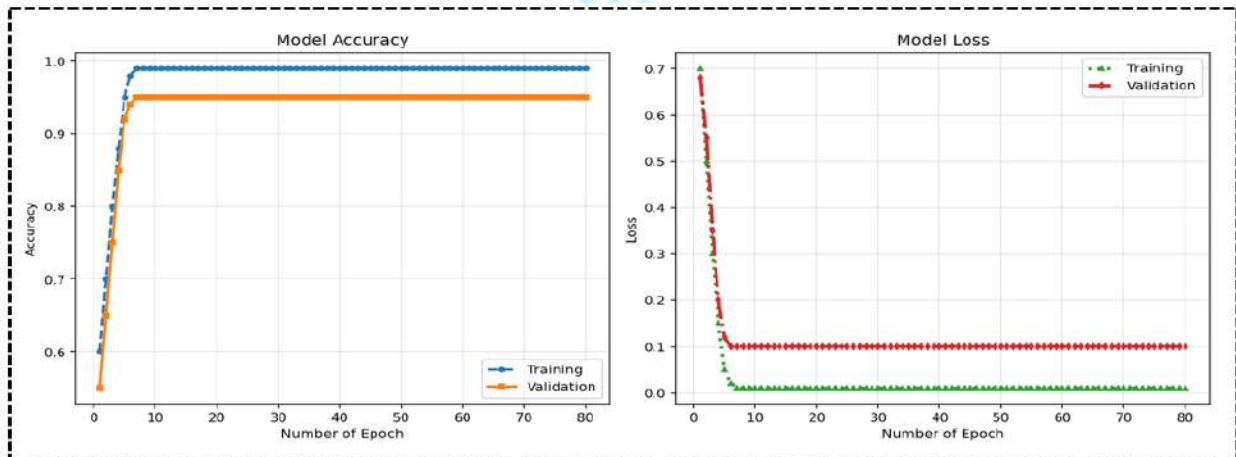 Model Accuracy
1.0
0.9
0.8
0.7
0.6
Accuracy
Training
Validation
0 10 20 30 40 50 60 70 80
Number of Epoch
Model Loss
0.7
0.6
0.5
0.4
0.3
0.2
0.1
0.0
Loss
Training
Validation
0 10 20 30 40 50 60 70 80
Number of Epoch